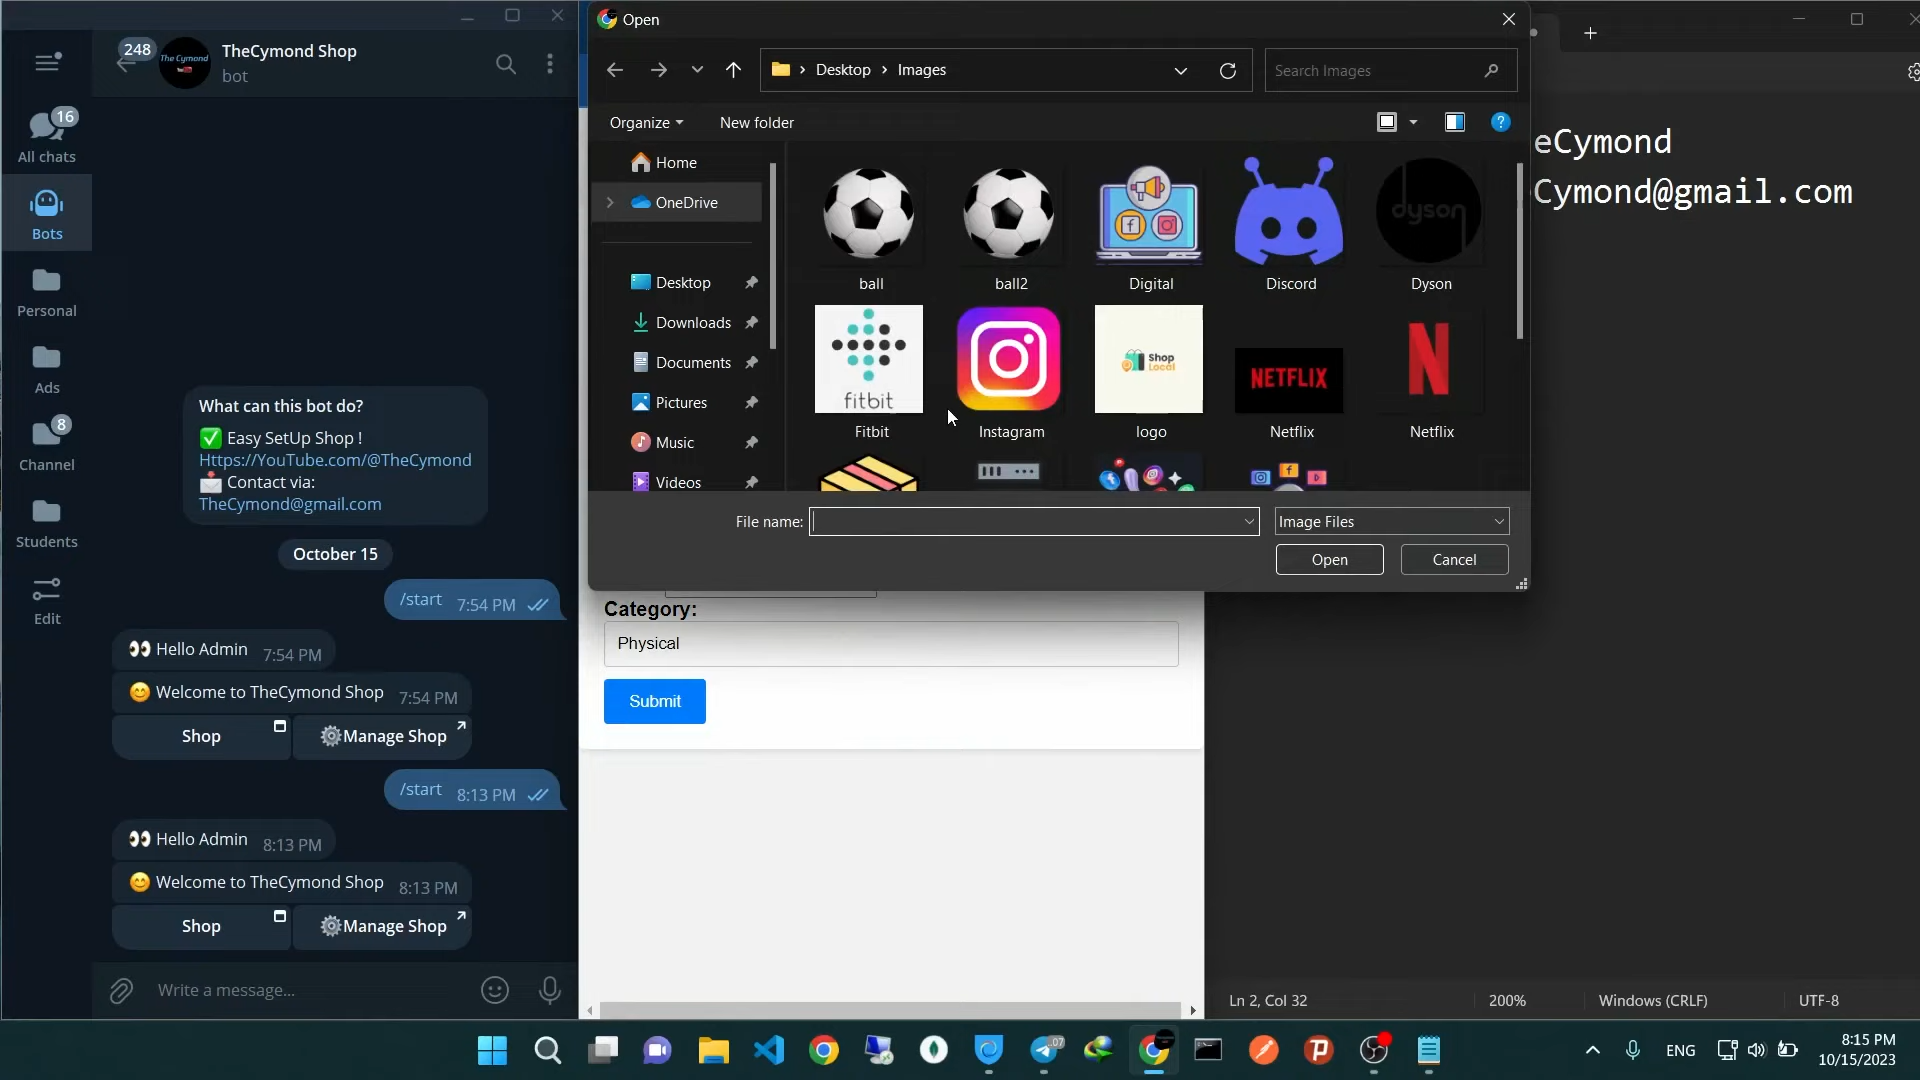 248
The Cymond
TheCymond Shop
bot
16
All chats
Bots
Personal
Ads
8
Channel
Students
Edit
What can this bot do?
✅ Easy SetUp Shop !
Https://YouTube.com/@TheCymond
📩 Contact via:
TheCymond@gmail.com
October 15
/start 7:54 PM
👀 Hello Admin 7:54 PM
😊 Welcome to TheCymond Shop 7:54 PM
Shop
⚙️Manage Shop
/start 8:13 PM
👀 Hello Admin 8:13 PM
😊 Welcome to TheCymond Shop 8:13 PM
Shop
⚙️Manage Shop
Write a message...
Open
Desktop > Images
Search Images
Organize
New folder
Home
OneDrive
Desktop
Downloads
Documents
Pictures
Music
Videos
dyson
ball
ball2
Digital
Discord
Dyson
fitbit
Shop
Local
NETFLIX
Fitbit
Instagram
logo
Netflix
Netflix
File name:
Image Files
Open
Cancel
Category:
Physical
Submit
eCymond
Cymond@gmail.com
Ln 2, Col 32
200%
Windows (CRLF)
UTF-8
.07
ENG
8:15 PM
10/15/2023